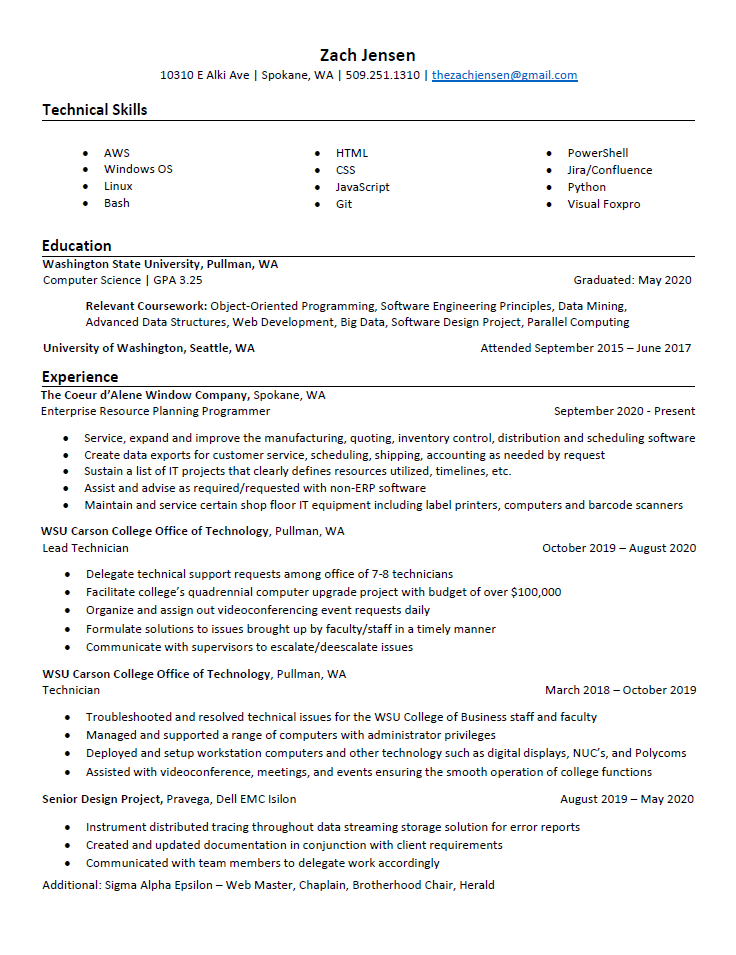 Zach Jensen
10310 E Alki Ave | Spokane, WA | 509.251.1310 | thezachjensen@gmail.com
Technical Skills
• AWS
• Windows OS
• Linux
• Bash
• HTML
• CSS
• JavaScript
• Git
• PowerShell
• Jira/Confluence
• Python
• Visual Foxpro
Education
Washington State University, Pullman, WA
Computer Science | GPA 3.25 Graduated: May 2020
Relevant Coursework: Object-Oriented Programming, Software Engineering Principles, Data Mining,
Advanced Data Structures, Web Development, Big Data, Software Design Project, Parallel Computing
University of Washington, Seattle, WA Attended September 2015 – June 2017
Experience
The Coeur d’Alene Window Company, Spokane, WA
Enterprise Resource Planning Programmer September 2020 - Present
• Service, expand and improve the manufacturing, quoting, inventory control, distribution and scheduling software
• Create data exports for customer service, scheduling, shipping, accounting as needed by request
• Sustain a list of IT projects that clearly defines resources utilized, timelines, etc.
• Assist and advise as required/requested with non-ERP software
• Maintain and service certain shop floor IT equipment including label printers, computers and barcode scanners
WSU Carson College Office of Technology, Pullman, WA
Lead Technician October 2019 – August 2020
• Delegate technical support requests among office of 7-8 technicians
• Facilitate college’s quadrennial computer upgrade project with budget of over $100,000
• Organize and assign out videoconferencing event requests daily
• Formulate solutions to issues brought up by faculty/staff in a timely manner
• Communicate with supervisors to escalate/deescalate issues
WSU Carson College Office of Technology, Pullman, WA
Technician March 2018 – October 2019
• Troubleshooted and resolved technical issues for the WSU College of Business staff and faculty
• Managed and supported a range of computers with administrator privileges
• Deployed and setup workstation computers and other technology such as digital displays, NUC’s, and Polycoms
• Assisted with videoconference, meetings, and events ensuring the smooth operation of college functions
Senior Design Project, Pravega, Dell EMC Isilon August 2019 – May 2020
• Instrument distributed tracing throughout data streaming storage solution for error reports
• Created and updated documentation in conjunction with client requirements
• Communicated with team members to delegate work accordingly
Additional: Sigma Alpha Epsilon – Web Master, Chaplain, Brotherhood Chair, Herald